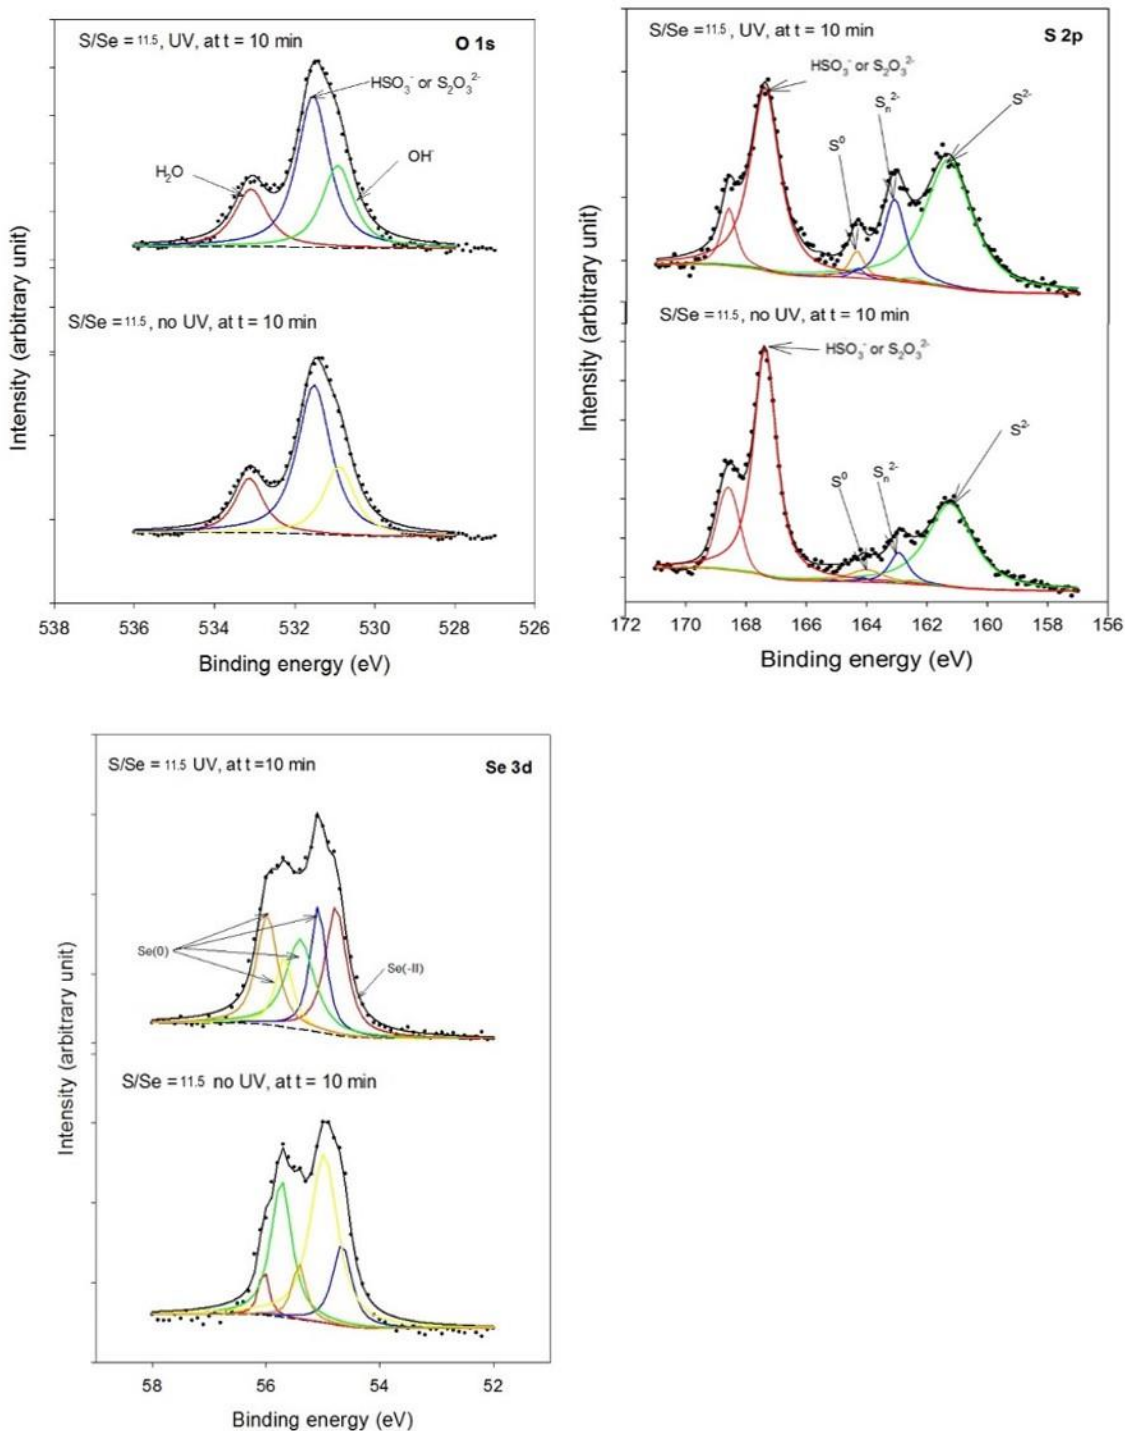 S/Se = 11.5, UV, at t = 10 min
O 1s
HSO₃⁻ or S₂O₃²⁻
H₂O
OH⁻
S/Se = 11.5, no UV, at t = 10 min
Intensity (arbitrary unit)
538 536 534 532 530 528 526
Binding energy (eV)
S/Se = 11.5, UV, at t = 10 min
S 2p
HSO₃⁻ or S₂O₃²⁻
Sₙ²⁻
S²⁻
S⁰
S/Se = 11.5, no UV, at t = 10 min
HSO₃⁻ or S₂O₃²⁻
S²⁻
S⁰
Sₙ²⁻
Intensity (arbitrary unit)
172 170 168 166 164 162 160 158 156
Binding energy (eV)
S/Se = 11.5 UV, at t =10 min
Se 3d
Se(0)
Se(-II)
S/Se = 11.5 no UV, at t = 10 min
Intensity (arbitrary unit)
58 56 54 52
Binding energy (eV)